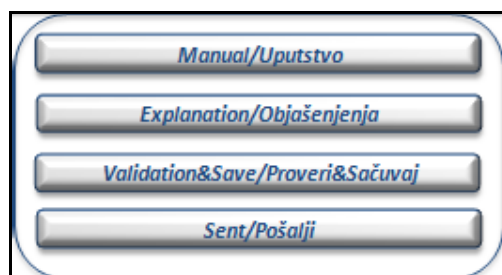 Manual/Uputstvo
Explanation/Objašenjenja
Validation&Save/Proveri&Sačuvaj
Sent/Pošalji